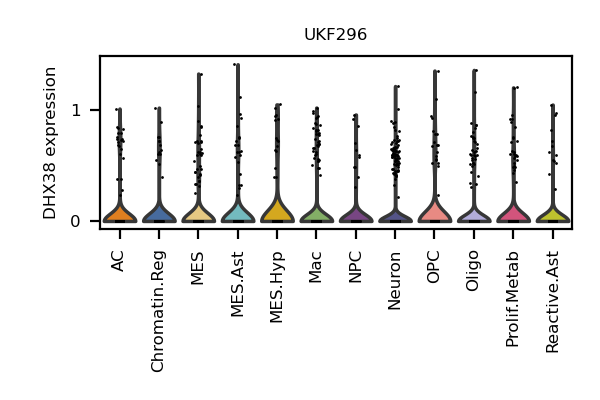 UKF296
DHX38 expression
1
0
AC
Chromatin.Reg
MES
MES.Ast
MES.Hyp
Mac
NPC
Neuron
OPC
Oligo
Prolif.Metab
Reactive.Ast